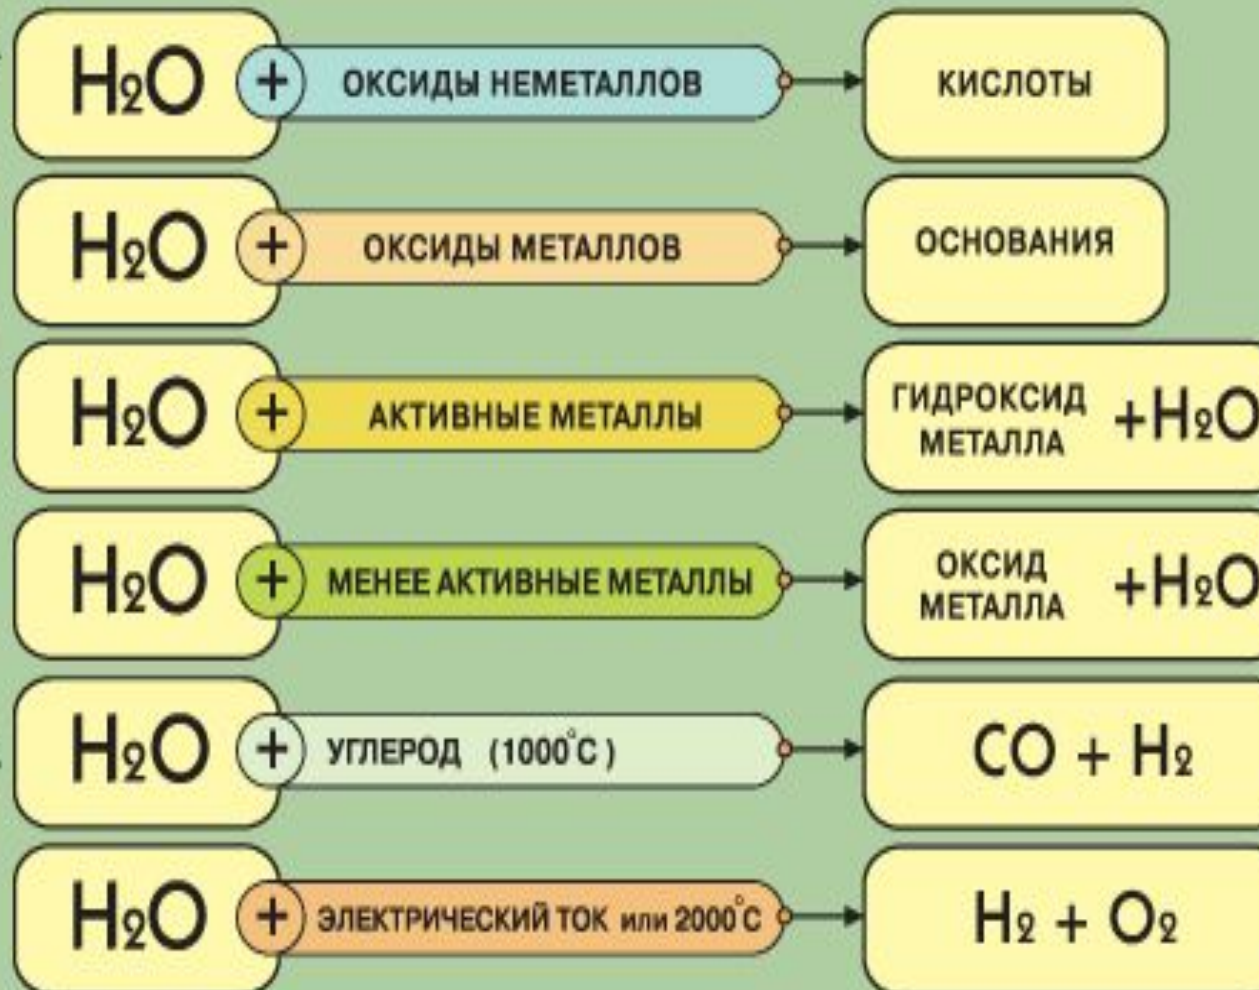 H₂O + ОКСИДЫ НЕМЕТАЛЛОВ КИСЛОТЫ
H₂O + ОКСИДЫ МЕТАЛЛОВ ОСНОВАНИЯ
H₂O + АКТИВНЫЕ МЕТАЛЛЫ ГИДРОКСИД МЕТАЛЛА +H₂O
H₂O + МЕНЕЕ АКТИВНЫЕ МЕТАЛЛЫ ОКСИД МЕТАЛЛА +H₂O
H₂O + УГЛЕРОД (1000°C) CO + H₂
H₂O + ЭЛЕКТРИЧЕСКИЙ ТОК или 2000°C H₂ + O₂